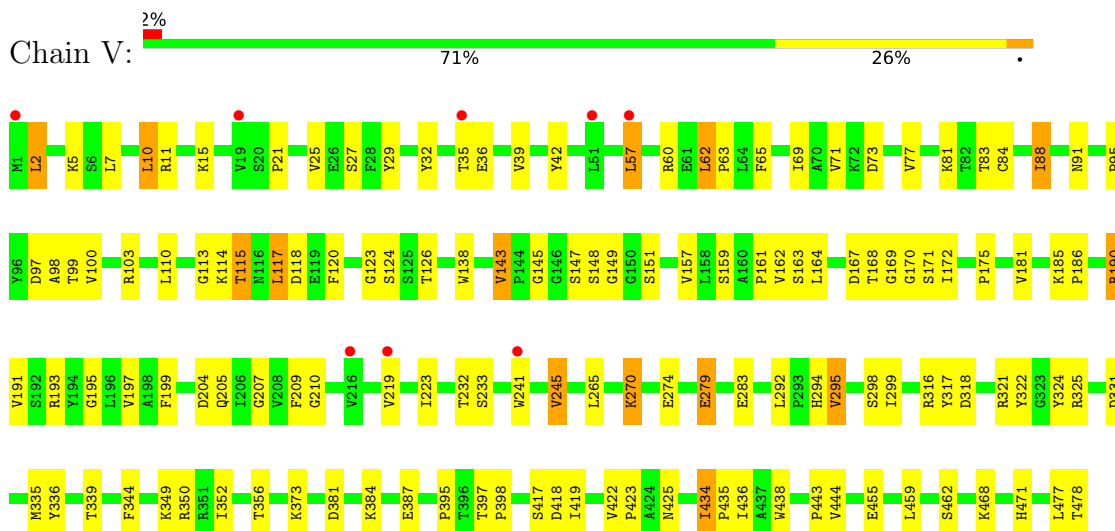 2%
Chain V:
71% 26% •
M1 L2 K5 S6 L7 L10 R11 K15 V19 S20 P21 V25 E26 S27 F28 Y29 Y32 T35 E36 V39 Y42 L51 L57 R60 E61 L62 P63 L64 F65 I69 A70 V71 K72 D73 V77 K81 T82 T83 C84 I88 N91
Y96 D97 A98 T99 V100 R103 L110 G113 K114 T115 N116 L117 D118 E119 F120 G123 S124 S125 T126 W138 V143 P144 G145 G146 S147 S148 G149 G150 S151 V157 L158 S159 A160 P161 V162 S163 L164 D167 T168 G169 G170 S171 I172 P175 V181 K185 P186
V191 S192 R193 Y194 G195 L196 V197 A198 F199 D204 Q205 I206 G207 V208 F209 G210 V216 V219 I223 T232 S233 W241 V245 L265 K270 E274 E279 E283 L292 P293 H294 V295 S298 I299 R316 Y317 D318 R321 Y322 G323 Y324 R325 D331
M335 Y336 T339 F344 K349 R350 R351 I352 T356 K373 D381 K384 E387 P395 T396 T397 P398 S417 D418 I419 V422 P423 A424 N425 E434 P435 I436 A437 W438 P443 V444 E455 L459 S462 K468 H471 L477 T478